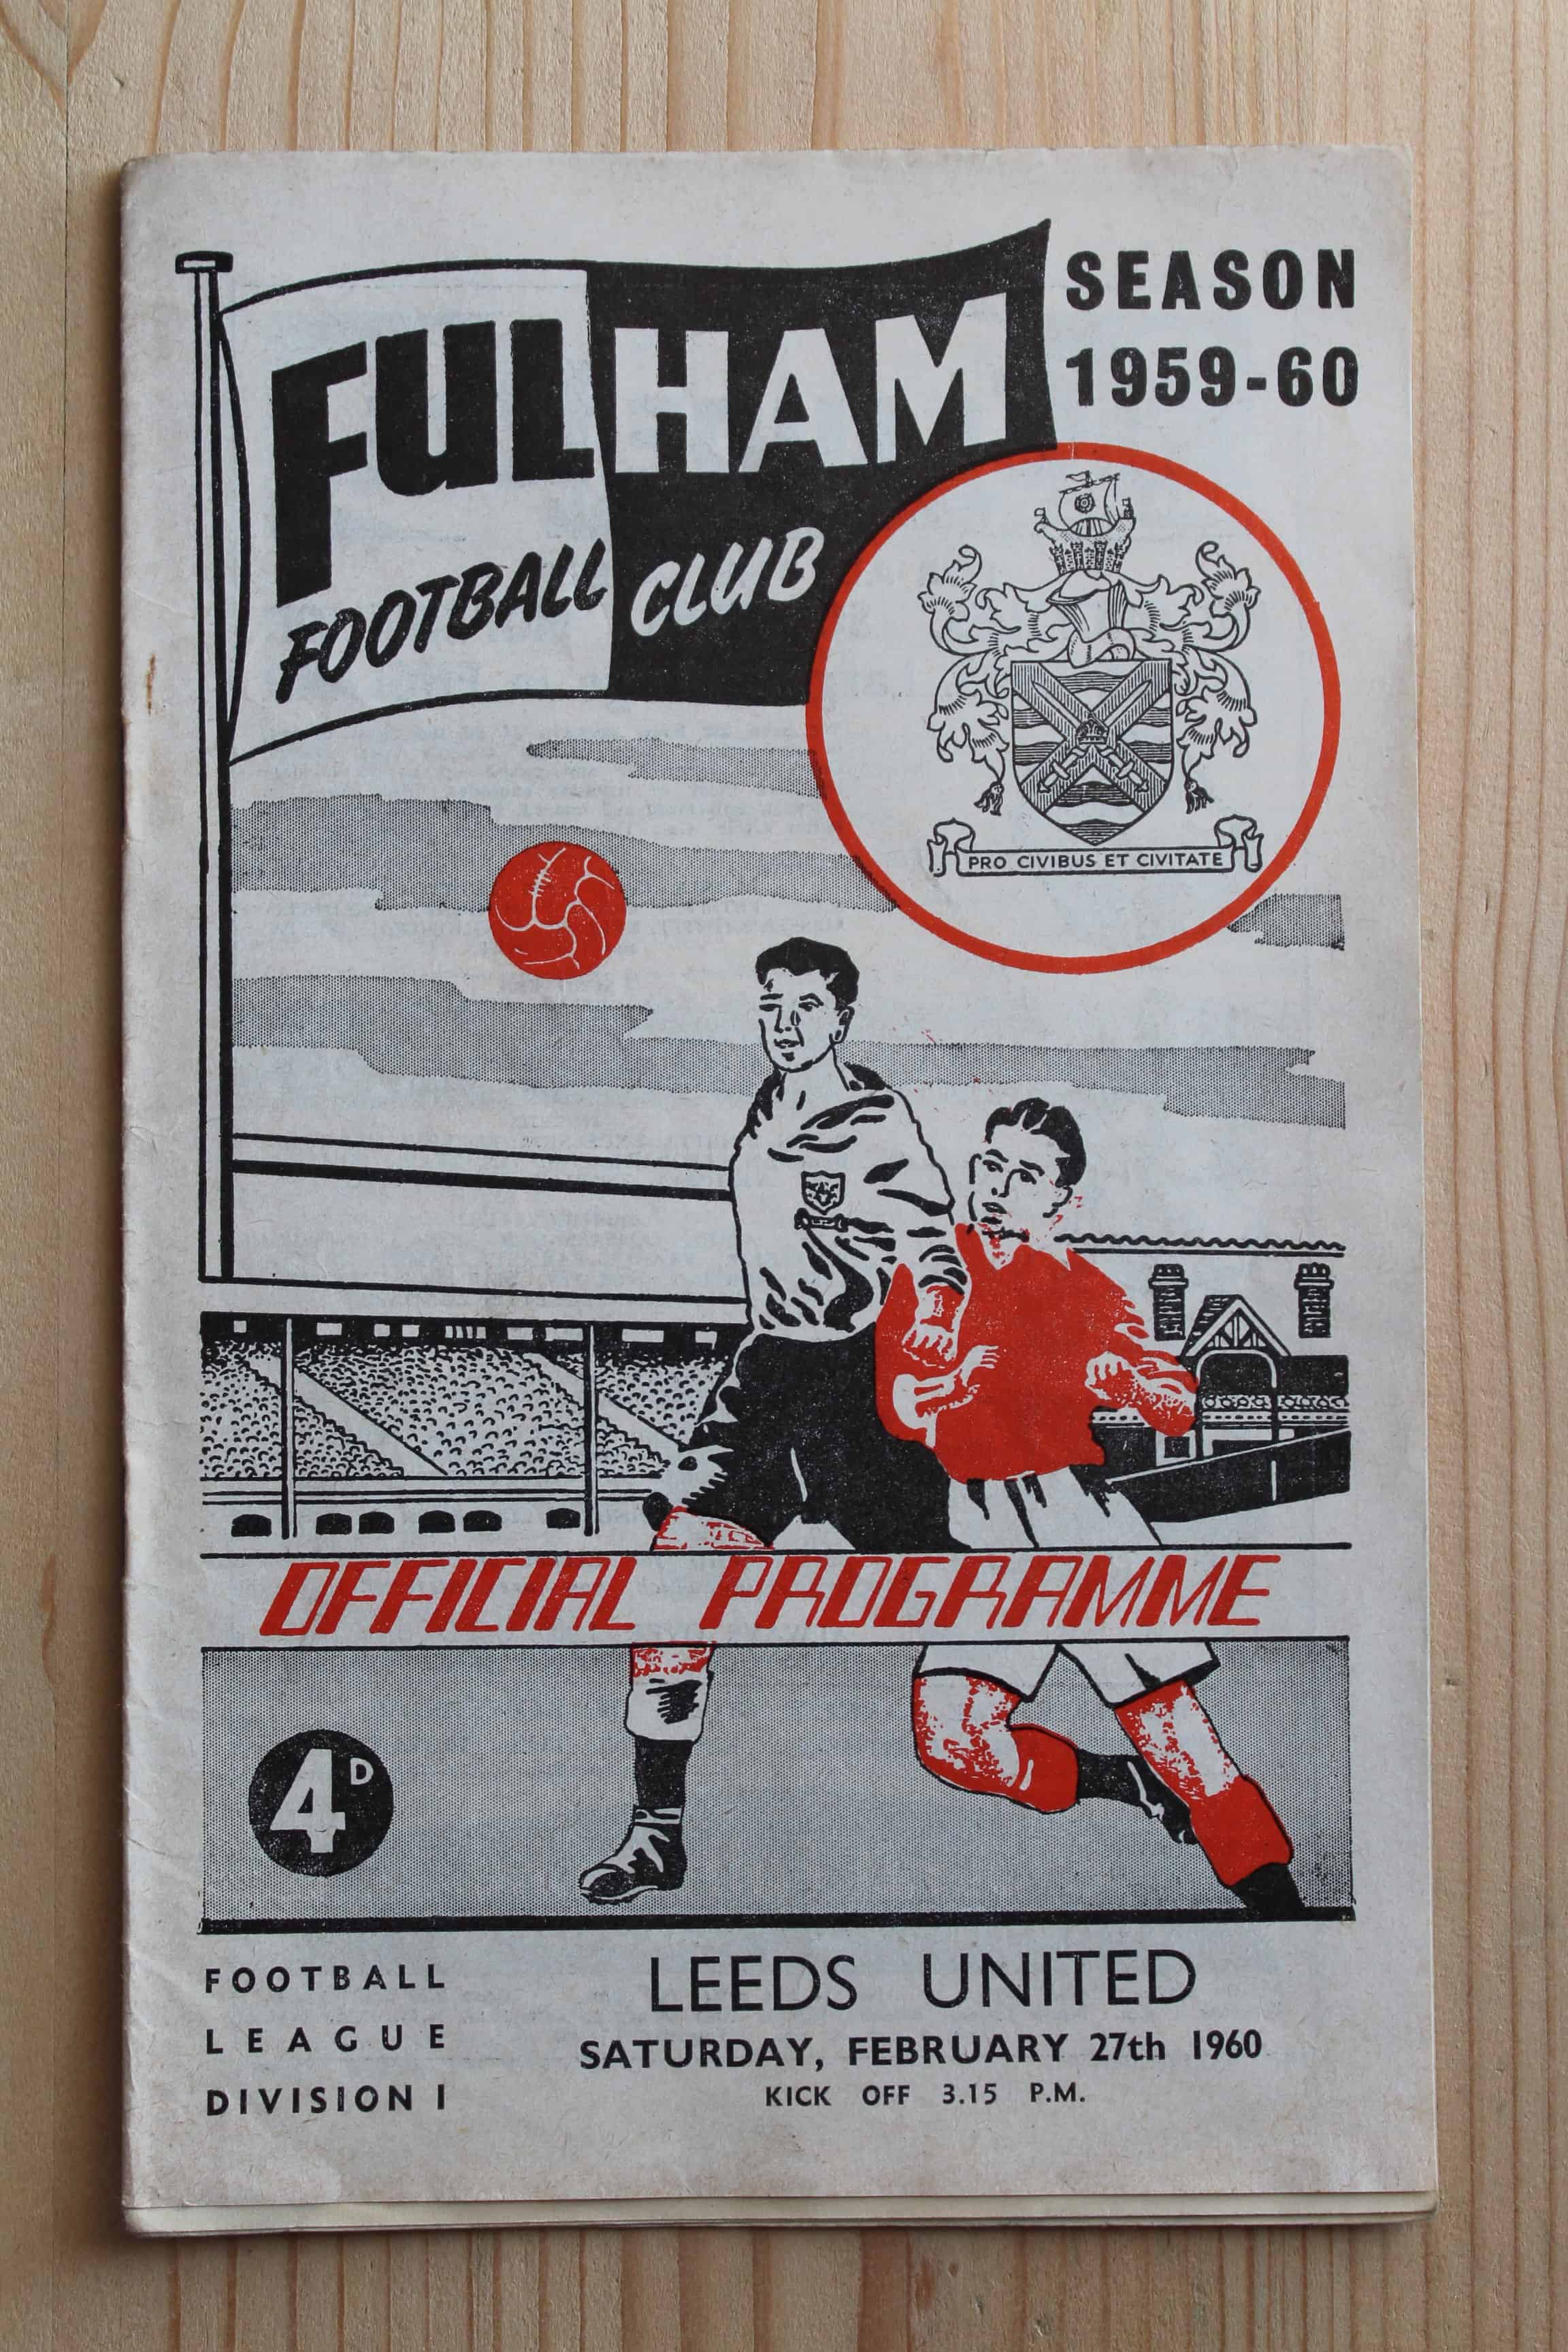 FULHAM
FOOTBALL CLUB
SEASON
1959-60
PRO CIVIBUS ET CIVITATE
OFFICIAL PROGRAMME
4D
FOOTBALL
LEAGUE
DIVISION I
LEEDS UNITED
SATURDAY, FEBRUARY 27th 1960
KICK OFF 3.15 P.M.